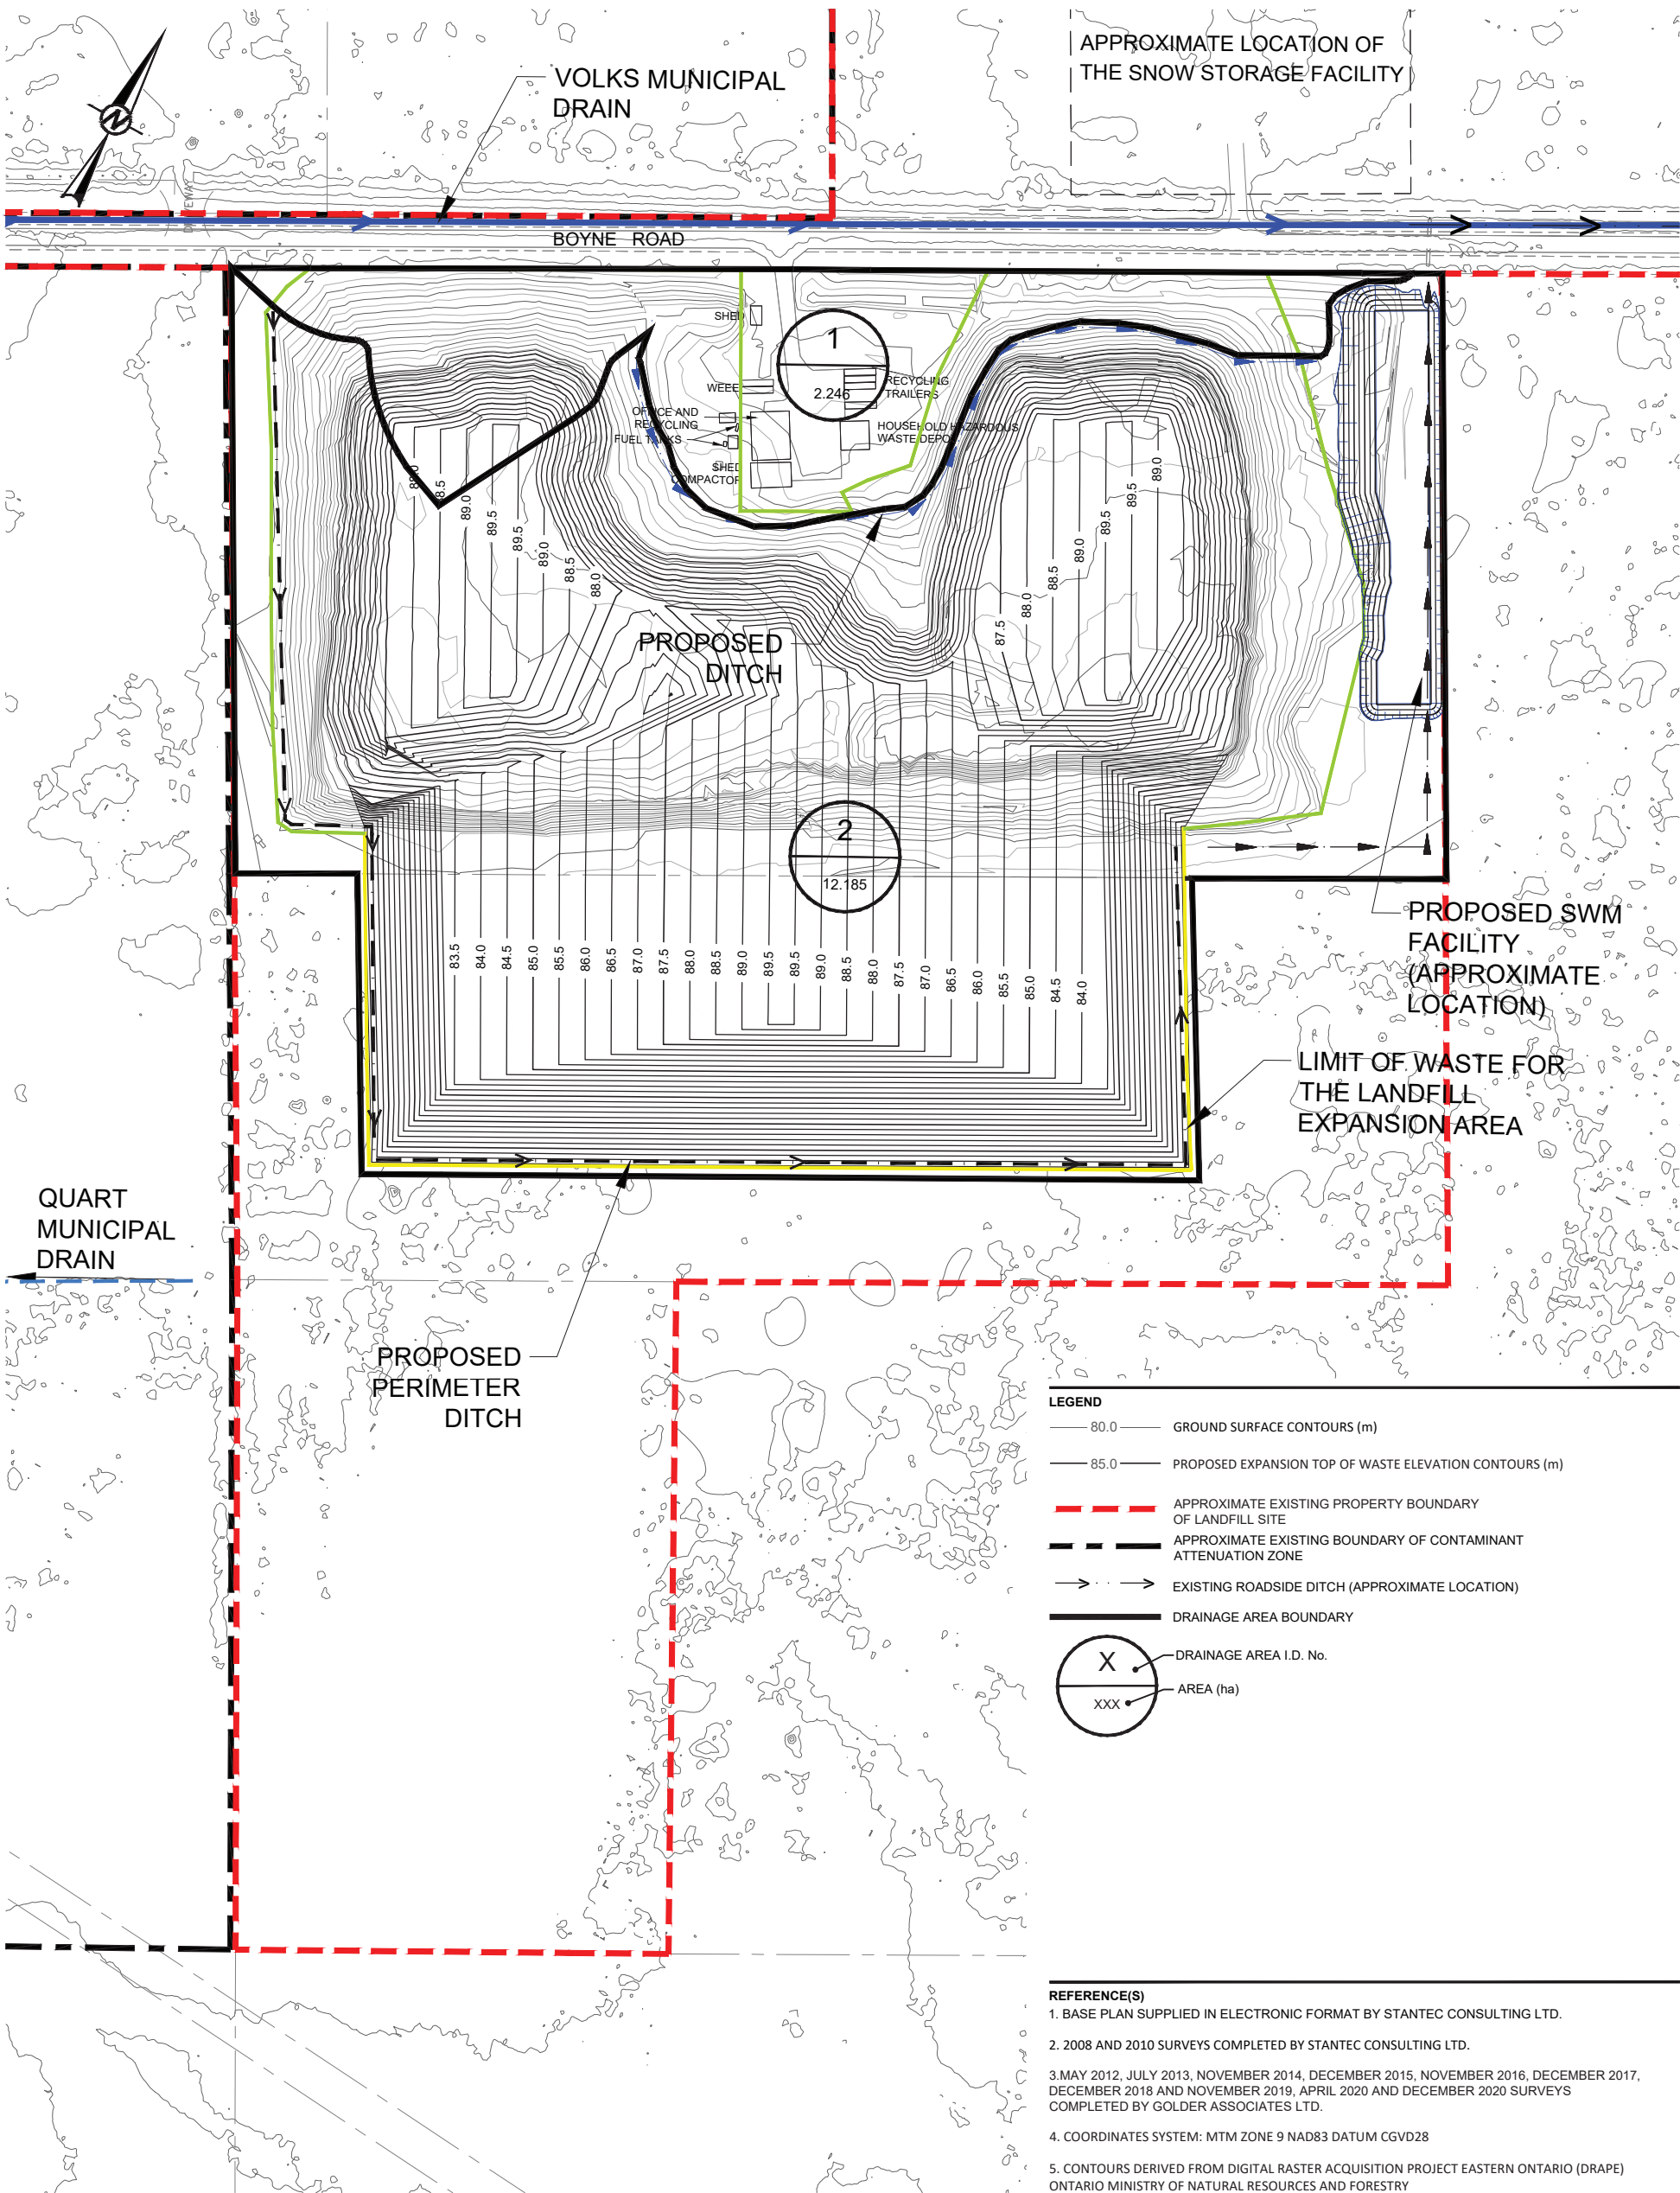 APPROXIMATE LOCATION OF
THE SNOW STORAGE FACILITY
VOLKS MUNICIPAL
DRAIN
N
BOYNE ROAD
SHED
1
2.246
WEEE
RECYCLING
TRAILERS
OFFICE AND
RECYCLING
FUEL TANKS
HOUSEHOLD HAZARDOUS
WASTE DEPOT
SHED
COMPACTOR
88.0
88.5
89.0
89.5
89.5
89.0
88.5
88.0
87.5
88.0
88.5
89.0
89.5
89.5
89.0
PROPOSED
DITCH
2
12.185
83.5
84.0
84.5
85.0
85.5
86.0
86.5
87.0
87.5
88.0
88.5
89.0
89.5
89.5
89.0
88.5
88.0
87.5
87.0
86.5
86.0
85.5
85.0
84.5
84.0
PROPOSED SWM
FACILITY
(APPROXIMATE
LOCATION)
LIMIT OF WASTE FOR
THE LANDFILL
EXPANSION AREA
QUART
MUNICIPAL
DRAIN
PROPOSED
PERIMETER
DITCH
LEGEND
80.0 GROUND SURFACE CONTOURS (m)
85.0 PROPOSED EXPANSION TOP OF WASTE ELEVATION CONTOURS (m)
APPROXIMATE EXISTING PROPERTY BOUNDARY
OF LANDFILL SITE
APPROXIMATE EXISTING BOUNDARY OF CONTAMINANT
ATTENUATION ZONE
EXISTING ROADSIDE DITCH (APPROXIMATE LOCATION)
DRAINAGE AREA BOUNDARY
X DRAINAGE AREA I.D. No.
XXX AREA (ha)
REFERENCE(S)
1. BASE PLAN SUPPLIED IN ELECTRONIC FORMAT BY STANTEC CONSULTING LTD.
2. 2008 AND 2010 SURVEYS COMPLETED BY STANTEC CONSULTING LTD.
3.MAY 2012, JULY 2013, NOVEMBER 2014, DECEMBER 2015, NOVEMBER 2016, DECEMBER 2017,
DECEMBER 2018 AND NOVEMBER 2019, APRIL 2020 AND DECEMBER 2020 SURVEYS
COMPLETED BY GOLDER ASSOCIATES LTD.
4. COORDINATES SYSTEM: MTM ZONE 9 NAD83 DATUM CGVD28
5. CONTOURS DERIVED FROM DIGITAL RASTER ACQUISITION PROJECT EASTERN ONTARIO (DRAPE)
ONTARIO MINISTRY OF NATURAL RESOURCES AND FORESTRY